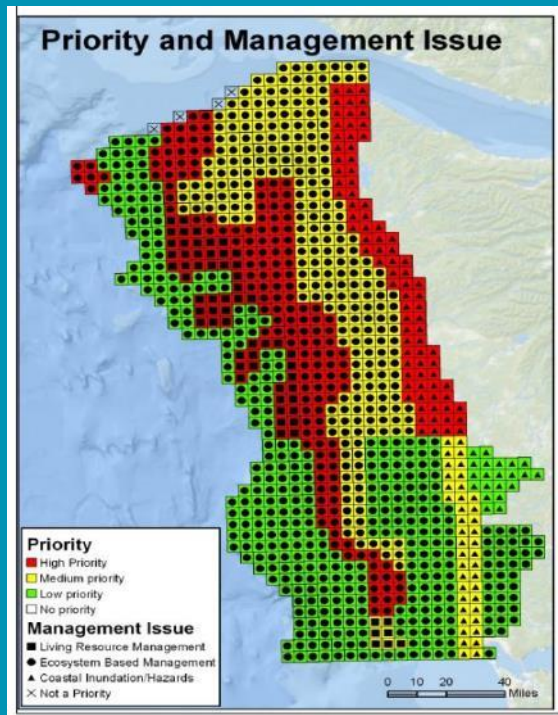 Priority and Management Issue
Priority
High Priority
Medium priority
Low priority
No priority
Management Issue
Living Resource Management
Ecosystem Based Management
Coastal Inundation/Hazards
Not a Priority
0 10 20 40
Miles